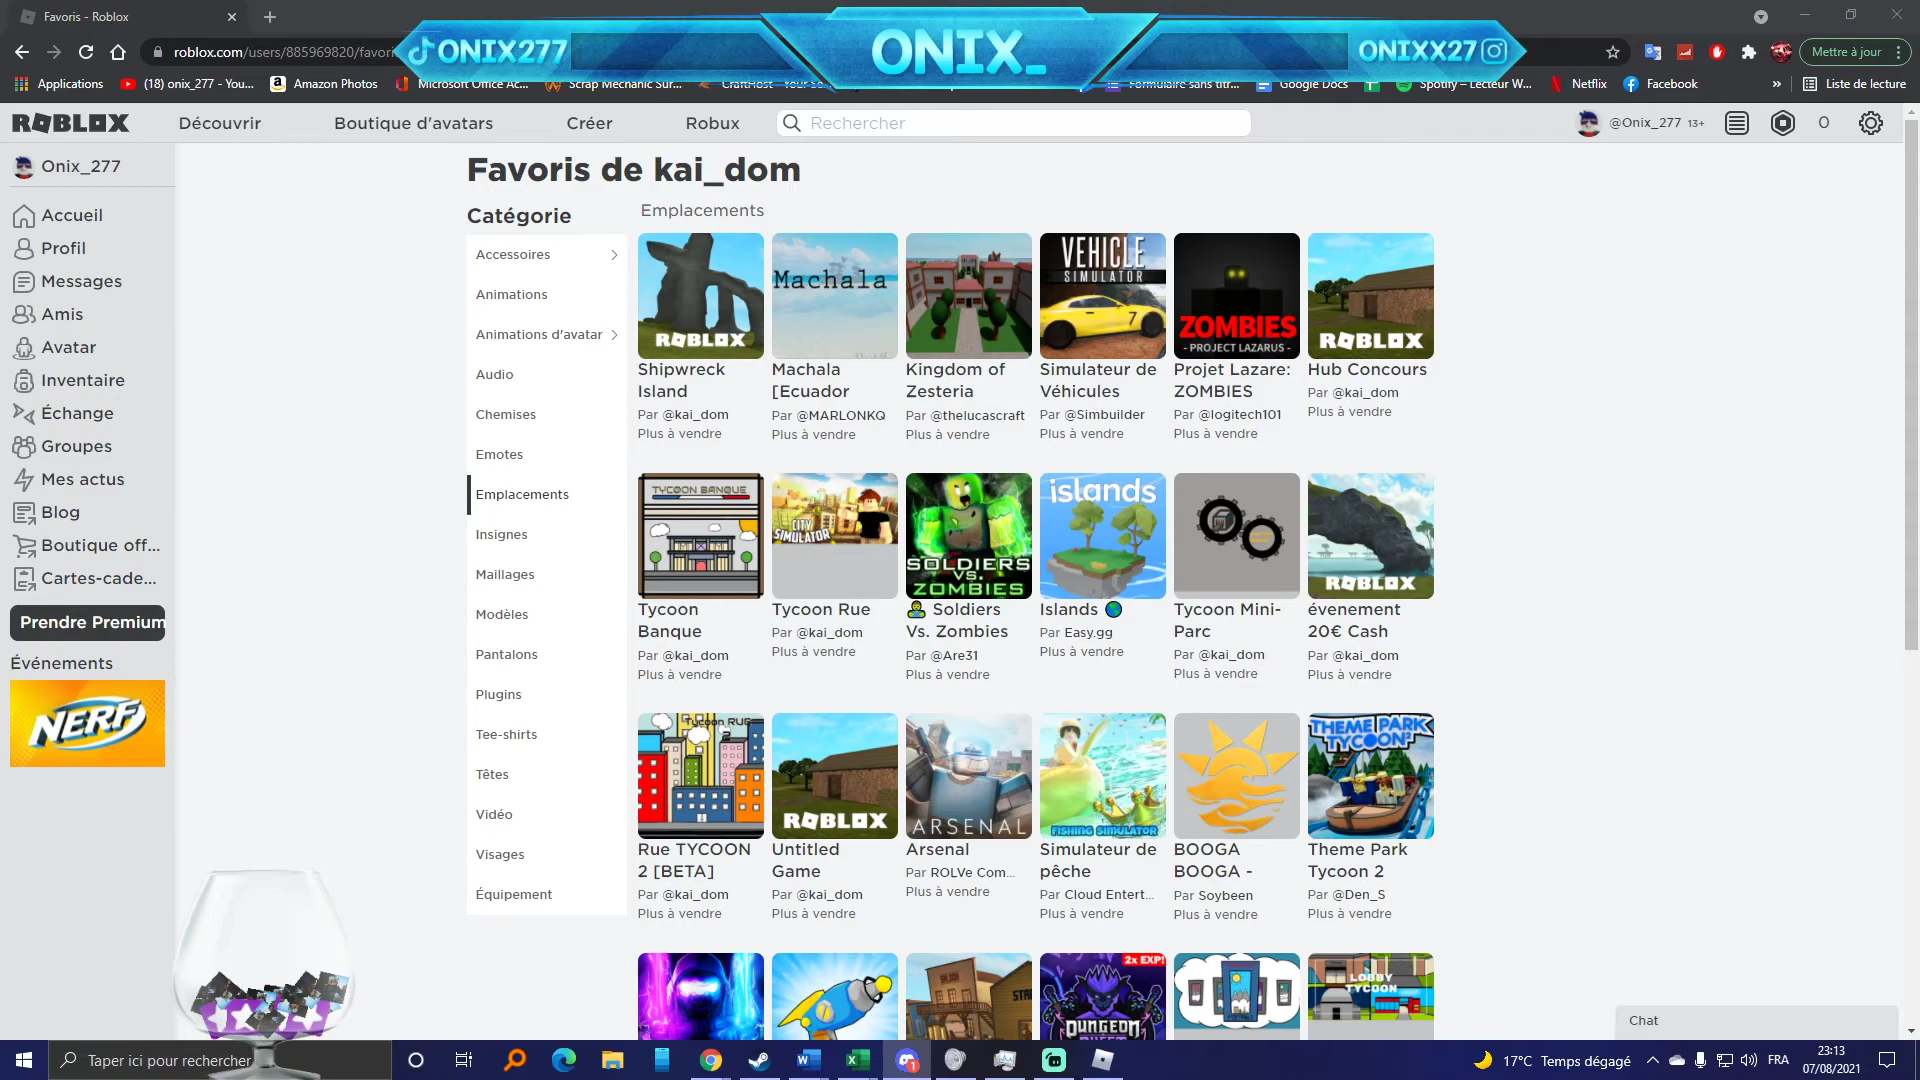 Favoris - Roblox
roblox.com/users/885969820/favori
ONIX277
ONIX_
ONIXX27
Mettre à jour
Applications
(18) onix_277 - You...
Amazon Photos
Microsoft Office Ac...
Scrap Mechanic Sur...
Formulaire sans titr...
Google Docs
Spotify – Lecteur W...
Netflix
Facebook
»
Liste de lecture
ROBLOX
Découvrir
Boutique d'avatars
Créer
Robux
Rechercher
@Onix_277 13+
0
Onix_277
Accueil
Profil
Messages
Amis
Avatar
Inventaire
Échange
Groupes
Mes actus
Blog
Boutique off...
Cartes-cade...
Prendre Premium
Événements
NERF
Favoris de kai_dom
Catégorie
Accessoires
Animations
Animations d'avatar
Audio
Chemises
Emotes
Emplacements
Insignes
Maillages
Modèles
Pantalons
Plugins
Tee-shirts
Têtes
Vidéo
Visages
Équipement
Emplacements
ROBLOX
Shipwreck
Island
Par @kai_dom
Plus à vendre
Machala
Machala
[Ecuador
Par @MARLONKQ
Plus à vendre
Kingdom of
Zesteria
Par @thelucascraft
Plus à vendre
VEHICLE
SIMULATOR
7
Simulateur de
Véhicules
Par @Simbuilder
Plus à vendre
ZOMBIES
- PROJECT LAZARUS -
Projet Lazare:
ZOMBIES
Par @logitech101
Plus à vendre
ROBLOX
Hub Concours
Par @kai_dom
Plus à vendre
TYCOON BANQUE
Tycoon
Banque
Par @kai_dom
Plus à vendre
CITY
SIMULATOR
Tycoon Rue
Par @kai_dom
Plus à vendre
SOLDIERS
VS.
ZOMBIES
Soldiers
Vs. Zombies
Par @Are31
Plus à vendre
islands
Islands
Par Easy.gg
Plus à vendre
Tycoon Mini-
Parc
Par @kai_dom
Plus à vendre
ROBLOX
évenement
20€ Cash
Par @kai_dom
Plus à vendre
Tycoon RUE
2
Rue TYCOON
2 [BETA]
Par @kai_dom
Plus à vendre
ROBLOX
Untitled
Game
Par @kai_dom
Plus à vendre
ARSENAL
Arsenal
Par ROLVe Com...
Plus à vendre
FISHING SIMULATOR
Simulateur de
pêche
Par Cloud Entert...
Plus à vendre
BOOGA
BOOGA -
Par Soybeen
Plus à vendre
THEME PARK
TYCOON 2
Theme Park
Tycoon 2
Par @Den_S
Plus à vendre
2x EXP!
DUNGEON
LOBBY
TYCOON
Chat
Taper ici pour rechercher
1
17°C Temps dégagé
FRA
23:13
07/08/2021